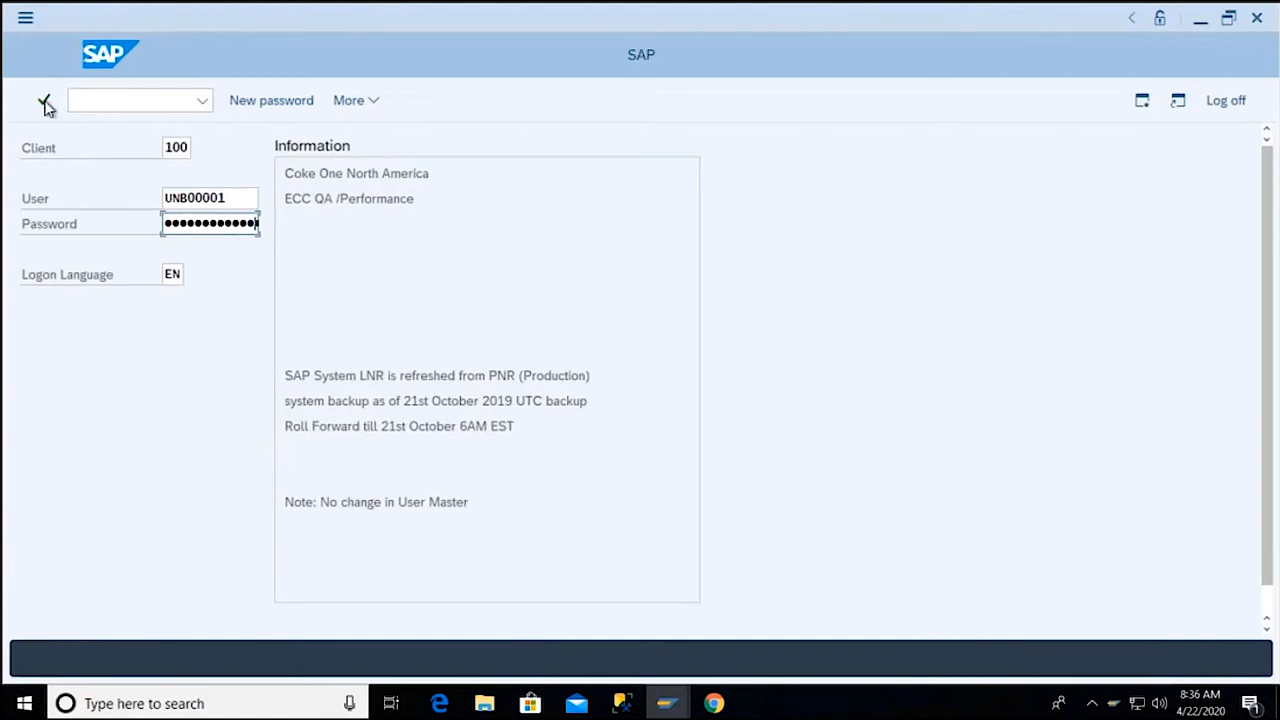 SAP
SAP
New password
More
Log off
Client
100
Information
Coke One North America
User
UNB00001
ECC QA /Performance
Password
Logon Language
EN
SAP System LNR is refreshed from PNR (Production)
system backup as of 21st October 2019 UTC backup
Roll Forward till 21st October 6AM EST
Note: No change in User Master
Type here to search
8:36 AM
4/22/2020
1